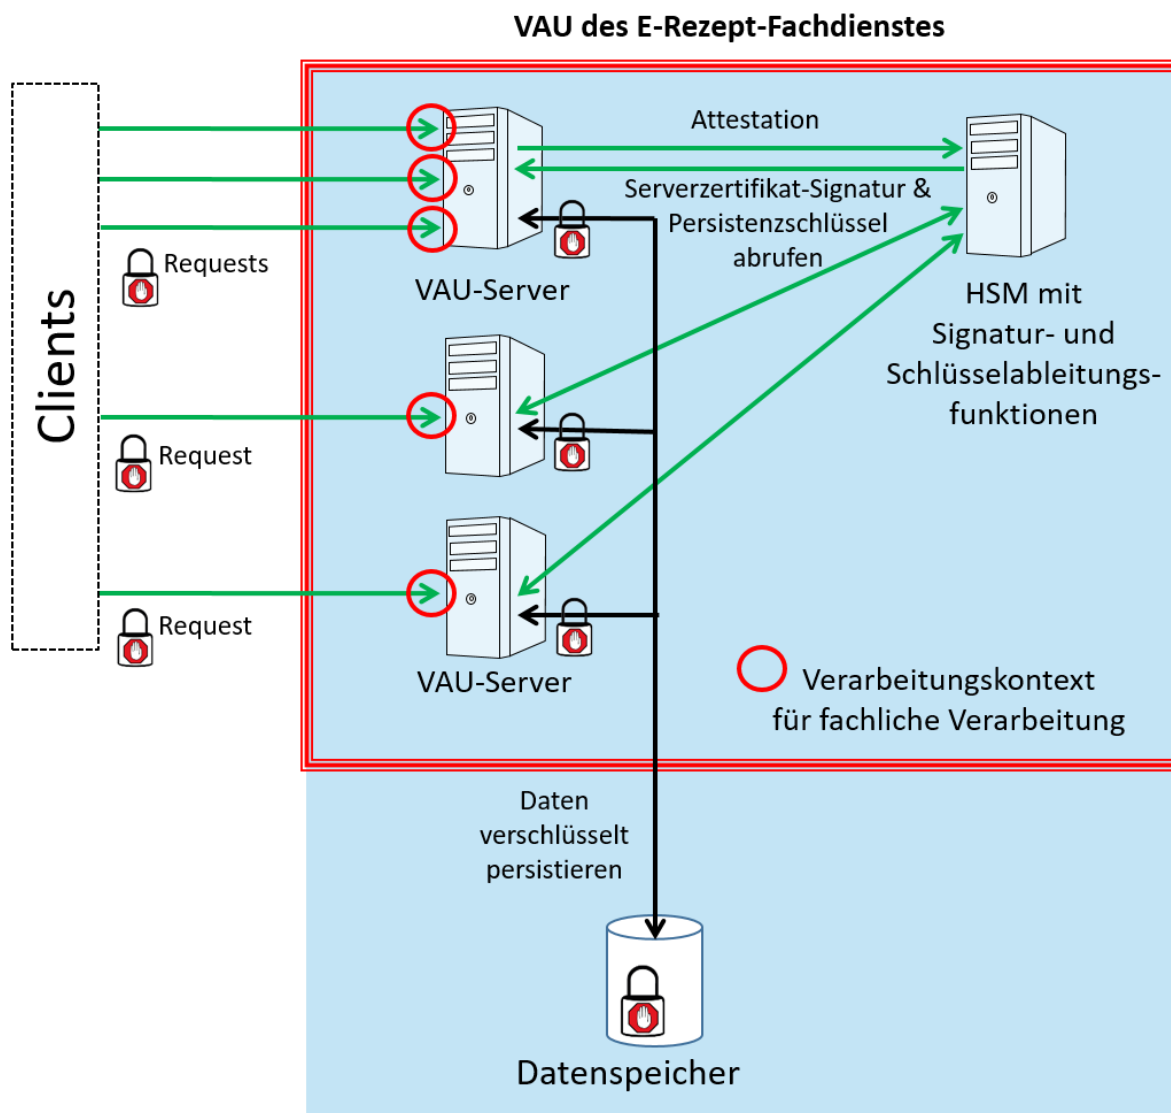 VAU des E-Rezept-Fachdienstes
Clients
Attestation
Serverzertifikat-Signatur &
Persistenzschlüssel
abrufen
Requests
VAU-Server
HSM mit
Signatur- und
Schlüsselableitungs-
funktionen
Request
Request
VAU-Server
Verarbeitungskontext
für fachliche Verarbeitung
Daten
verschlüsselt
persistieren
Datenspeicher